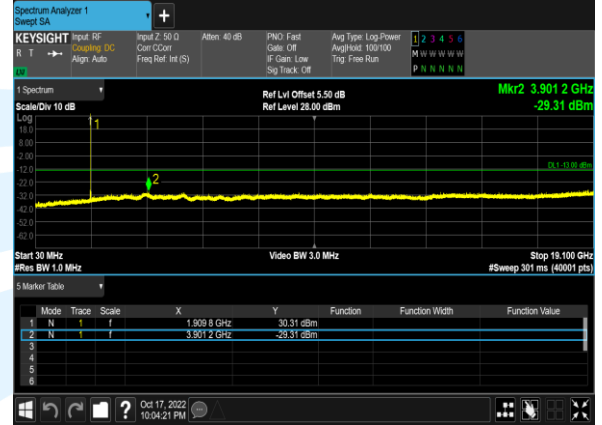 Spectrum Analyzer 1
Swept SA
KEYSIGHT Input: RF Input Z: 50 Ω Atten: 40 dB PNO: Fast Avg Type: Log-Power 1 2 3 4 5 6
R T Coupling: DC Corr CCorr Gate: Off Avg|Hold: 100/100 M W W W W W
Align: Auto Freq Ref: Int (S) IF Gain: Low Trig: Free Run
Sig Track: Off P N N N N N
1 Spectrum Ref Lvl Offset 5.50 dB Mkr2 3.901 2 GHz
Scale/Div 10 dB Ref Level 28.00 dBm -29.31 dBm
Log
18.0 1
8.00
-2.00
-12.0 DL1 -13.00 dBm
-22.0 2
-32.0
-42.0
-52.0
-62.0
Start 30 MHz Video BW 3.0 MHz Stop 19.100 GHz
#Res BW 1.0 MHz #Sweep 301 ms (40001 pts)
5 Marker Table
Mode Trace Scale X Y Function Function Width Function Value
1 N 1 f 1.909 8 GHz 30.31 dBm
2 N 1 f 3.901 2 GHz -29.31 dBm
3
4
5
6
? Oct 17, 2022
10:04:21 PM